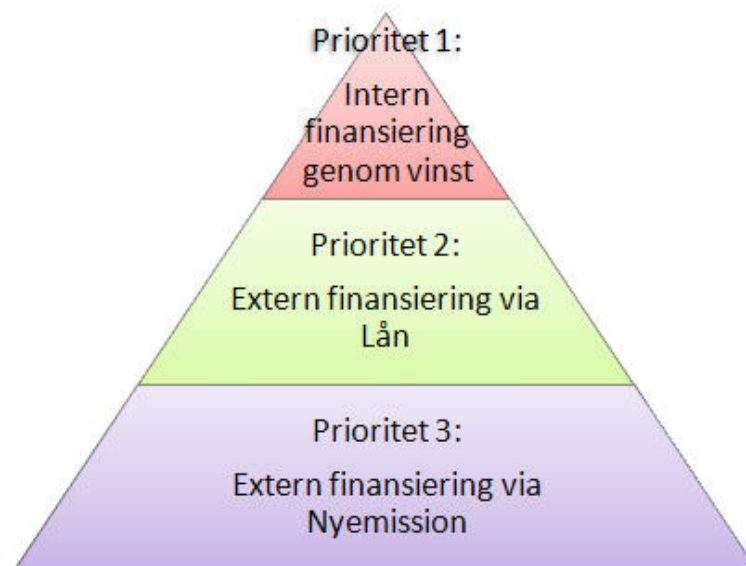 Prioritet 1:
Intern
finansiering
genom vinst
Prioritet 2:
Extern finansiering via
Lån
Prioritet 3:
Extern finansiering via
Nyemission